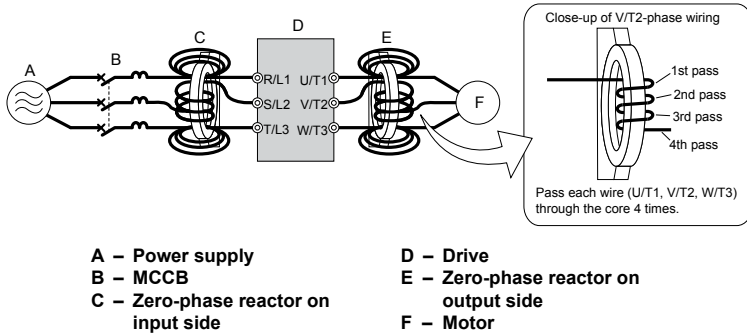 A
B
C
D
E
F
R/L1 U/T1
S/L2 V/T2
T/L3 W/T3
Close-up of V/T2-phase wiring
1st pass
2nd pass
3rd pass
4th pass
Pass each wire (U/T1, V/T2, W/T3)
through the core 4 times.
A – Power supply
B – MCCB
C – Zero-phase reactor on
input side
D – Drive
E – Zero-phase reactor on
output side
F – Motor